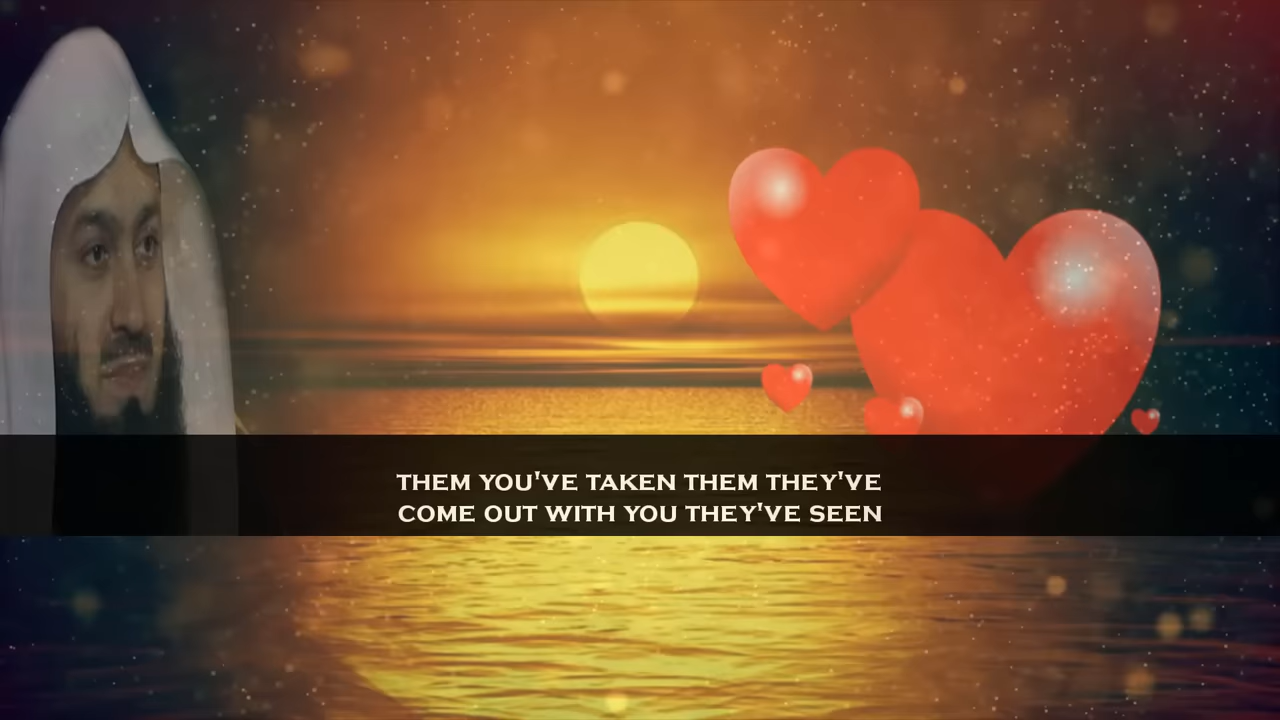 THEM YOU'VE TAKEN THEM THEY'VE
COME OUT WITH YOU THEY'VE SEEN